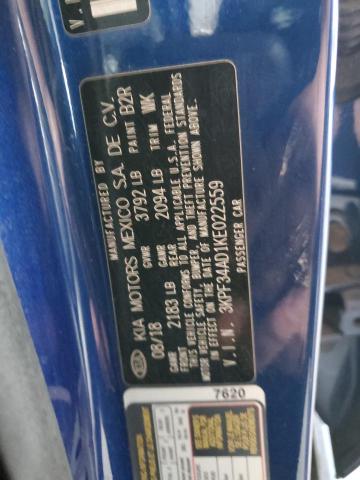 MANUFACTURED BY
KIA KIA MOTORS MEXICO S.A. DE C.V.
08/18 GVWR 3792 LB PAINT B2R
GAWR FRONT 2183 LB GAWR REAR 2094 LB TRIM WK
THIS VEHICLE CONFORMS TO ALL APPLICABLE U.S.A. FEDERAL
MOTOR VEHICLE SAFETY, BUMPER, AND THEFT PREVENTION STANDARDS
IN EFFECT ON THE DATE OF MANUFACTURE SHOWN ABOVE.
V.I.N. 3KPF34AD1KE022559
PASSENGER CAR
7620